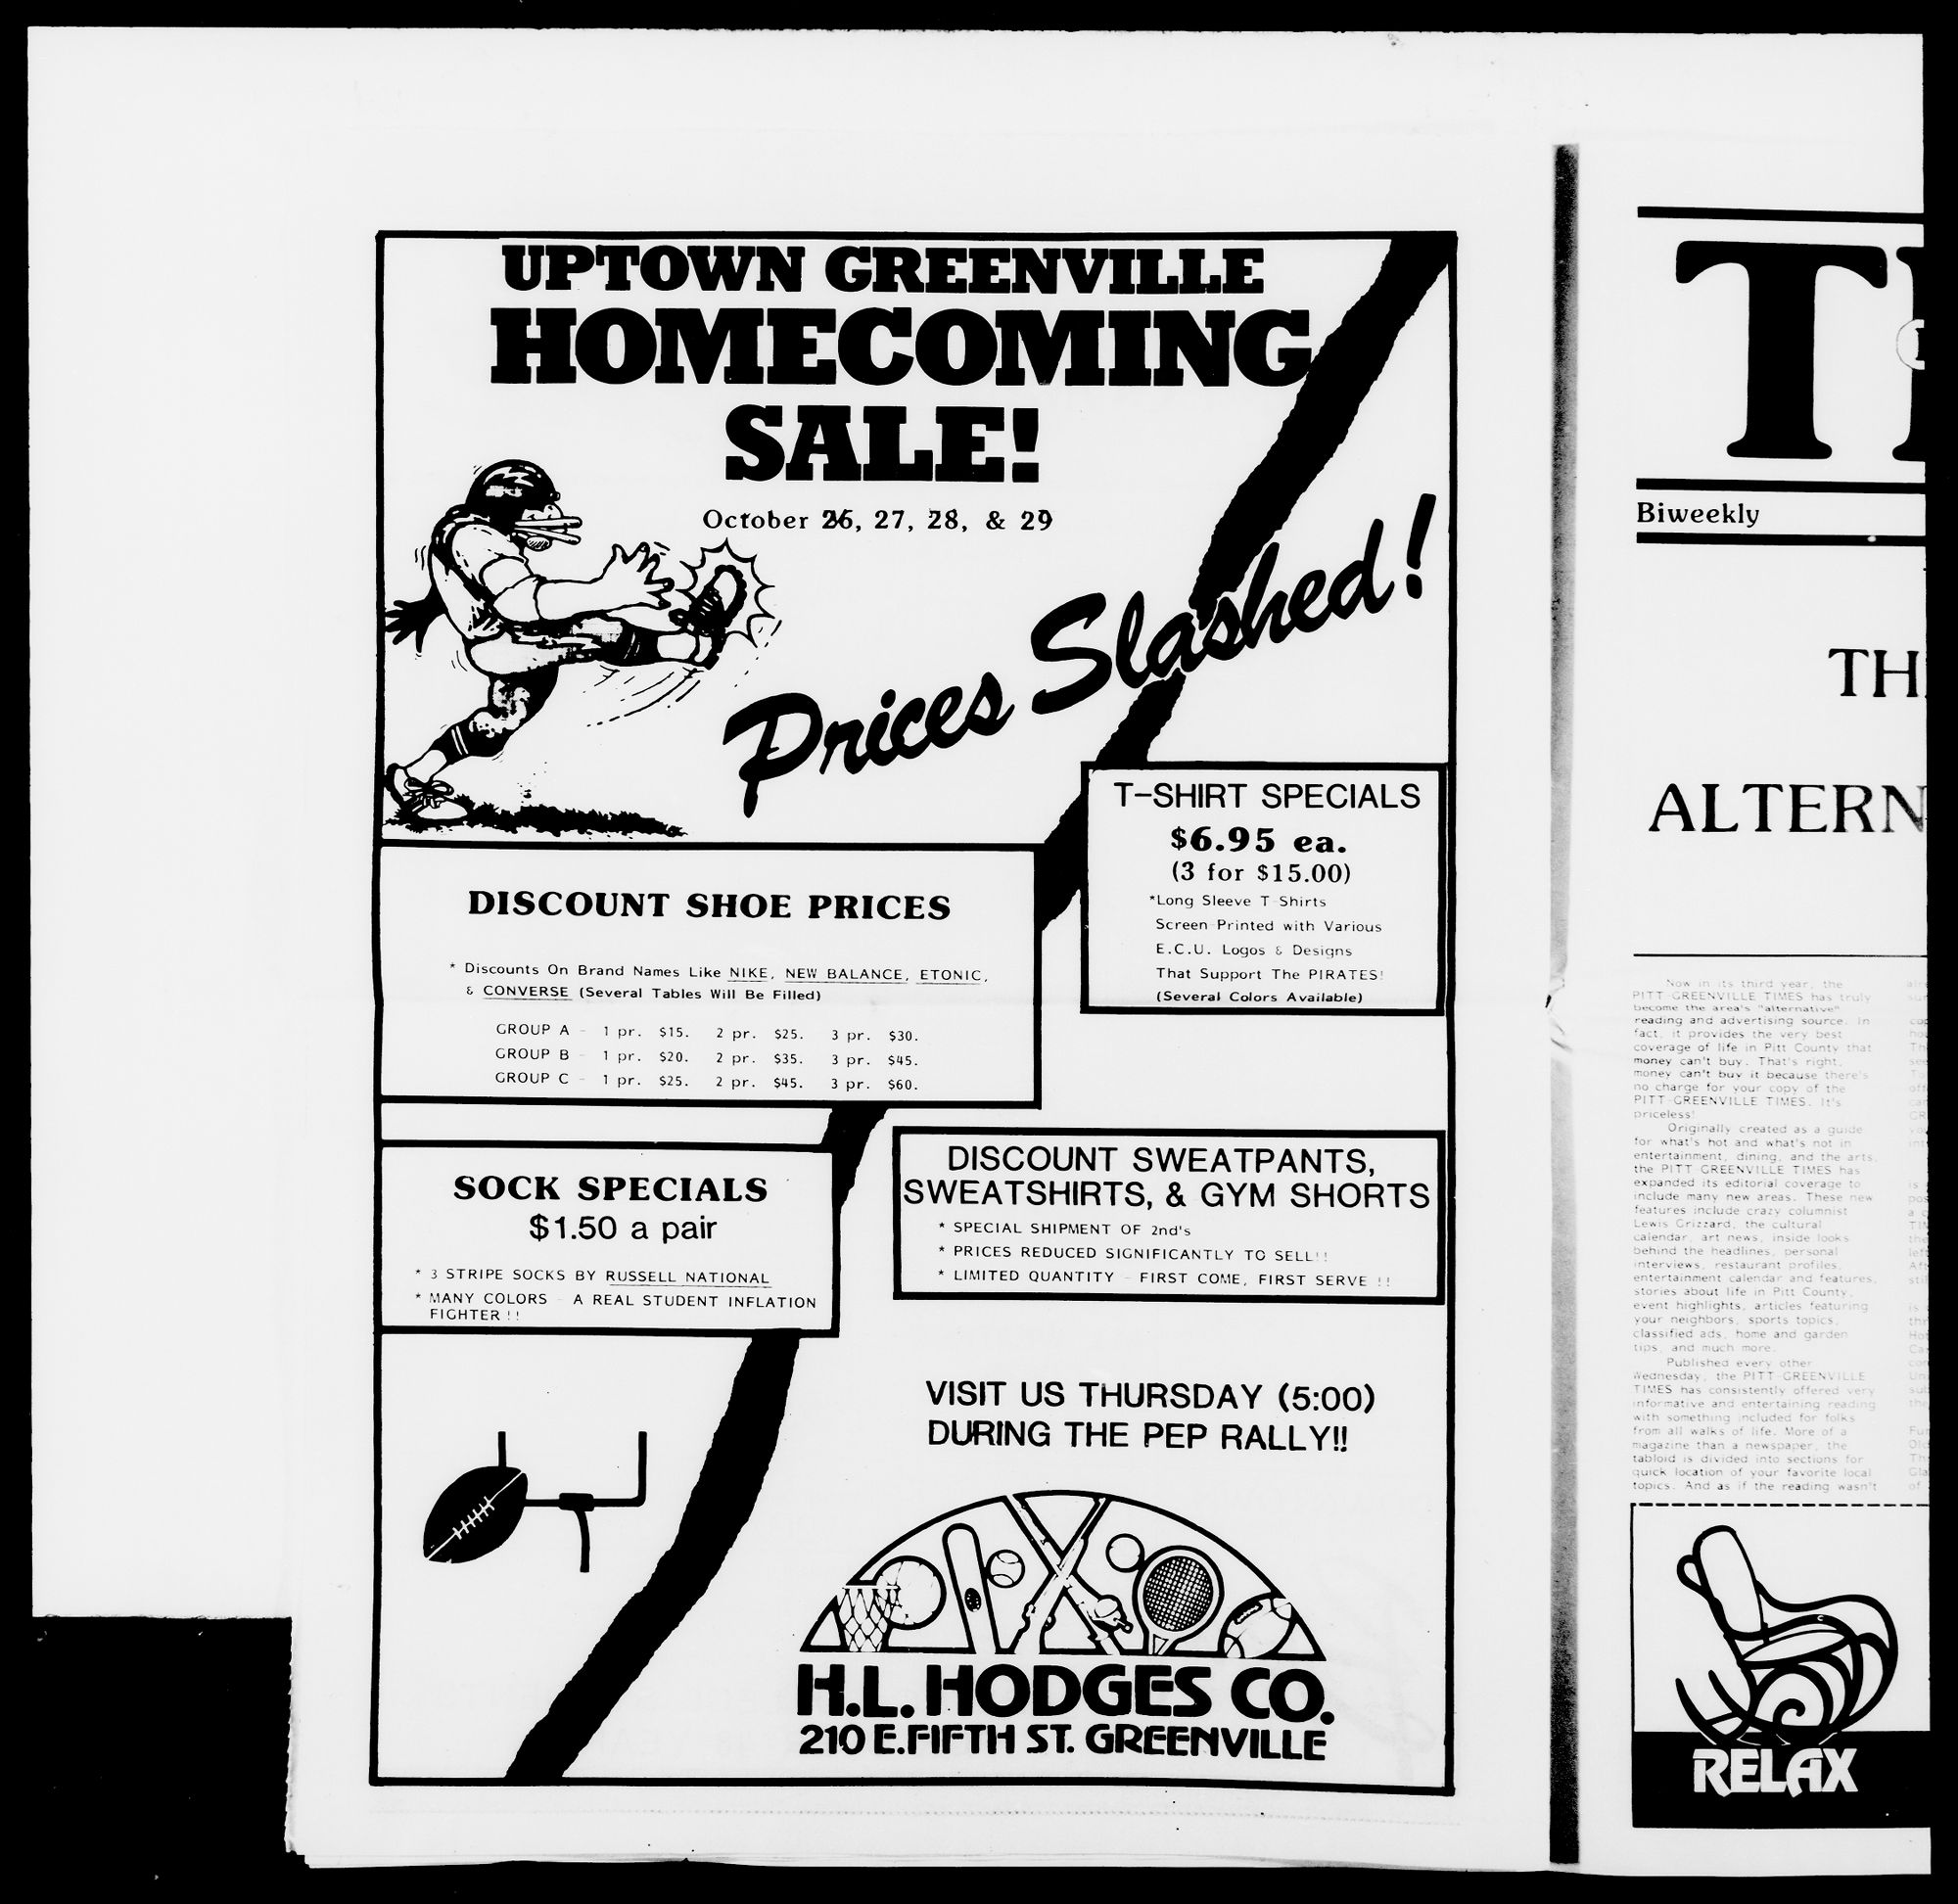 UPTOWN GREENVILLE
HOMECOMING
SALE!
October 26, 27, 28, & 29
Prices Slashed!
T-SHIRT SPECIALS
$6.95 ea.
(3 for $15.00)
*Long Sleeve T-Shirts
Screen Printed with Various
E.C.U. Logos & Designs
That Support The PIRATES!
(Several Colors Available)
DISCOUNT SHOE PRICES
* Discounts On Brand Names Like NIKE, NEW BALANCE, ETONIC,
& CONVERSE (Several Tables Will Be Filled)
GROUP A - 1 pr. $15. 2 pr. $25. 3 pr. $30.
GROUP B - 1 pr. $20. 2 pr. $35. 3 pr. $45.
GROUP C - 1 pr. $25. 2 pr. $45. 3 pr. $60.
SOCK SPECIALS
$1.50 a pair
* 3 STRIPE SOCKS BY RUSSELL NATIONAL
* MANY COLORS - A REAL STUDENT INFLATION
FIGHTER !!
DISCOUNT SWEATPANTS,
SWEATSHIRTS, & GYM SHORTS
* SPECIAL SHIPMENT OF 2nd's
* PRICES REDUCED SIGNIFICANTLY TO SELL!!
* LIMITED QUANTITY - FIRST COME, FIRST SERVE !!
VISIT US THURSDAY (5:00)
DURING THE PEP RALLY!!
H.L. HODGES CO.
210 E. FIFTH ST. GREENVILLE
Biweekly
ALTERN
Now in its third year, the
PITT-GREENVILLE TIMES has truly
become the area's "alternative"
reading and advertising source. In
fact, it provides the very best
coverage of life in Pitt County that
money can't buy. That's right,
money can't buy it because there's
no charge for your copy of the
PITT-GREENVILLE TIMES. It's
priceless!
Originally created as a guide
for what's hot and what's not in
entertainment, dining, and the arts,
the PITT-GREENVILLE TIMES has
expanded its editorial coverage to
include many new areas. These new
features include crazy columnist
Lewis Grizzard, the cultural
calendar, art news, inside looks
behind the headlines, personal
interviews, restaurant profiles,
entertainment calendar and features,
stories about life in Pitt County,
event highlights, articles featuring
your neighbors, sports topics,
classified ads, home and garden
tips, and much more.
Published every other
Wednesday, the PITT-GREENVILLE
TIMES has consistently offered very
informative and entertaining reading
with something included for folks
from all walks of life. More of a
magazine than a newspaper, the
tabloid is divided into sections for
quick location of your favorite local
topics. And as if the reading wasn't
RELAX